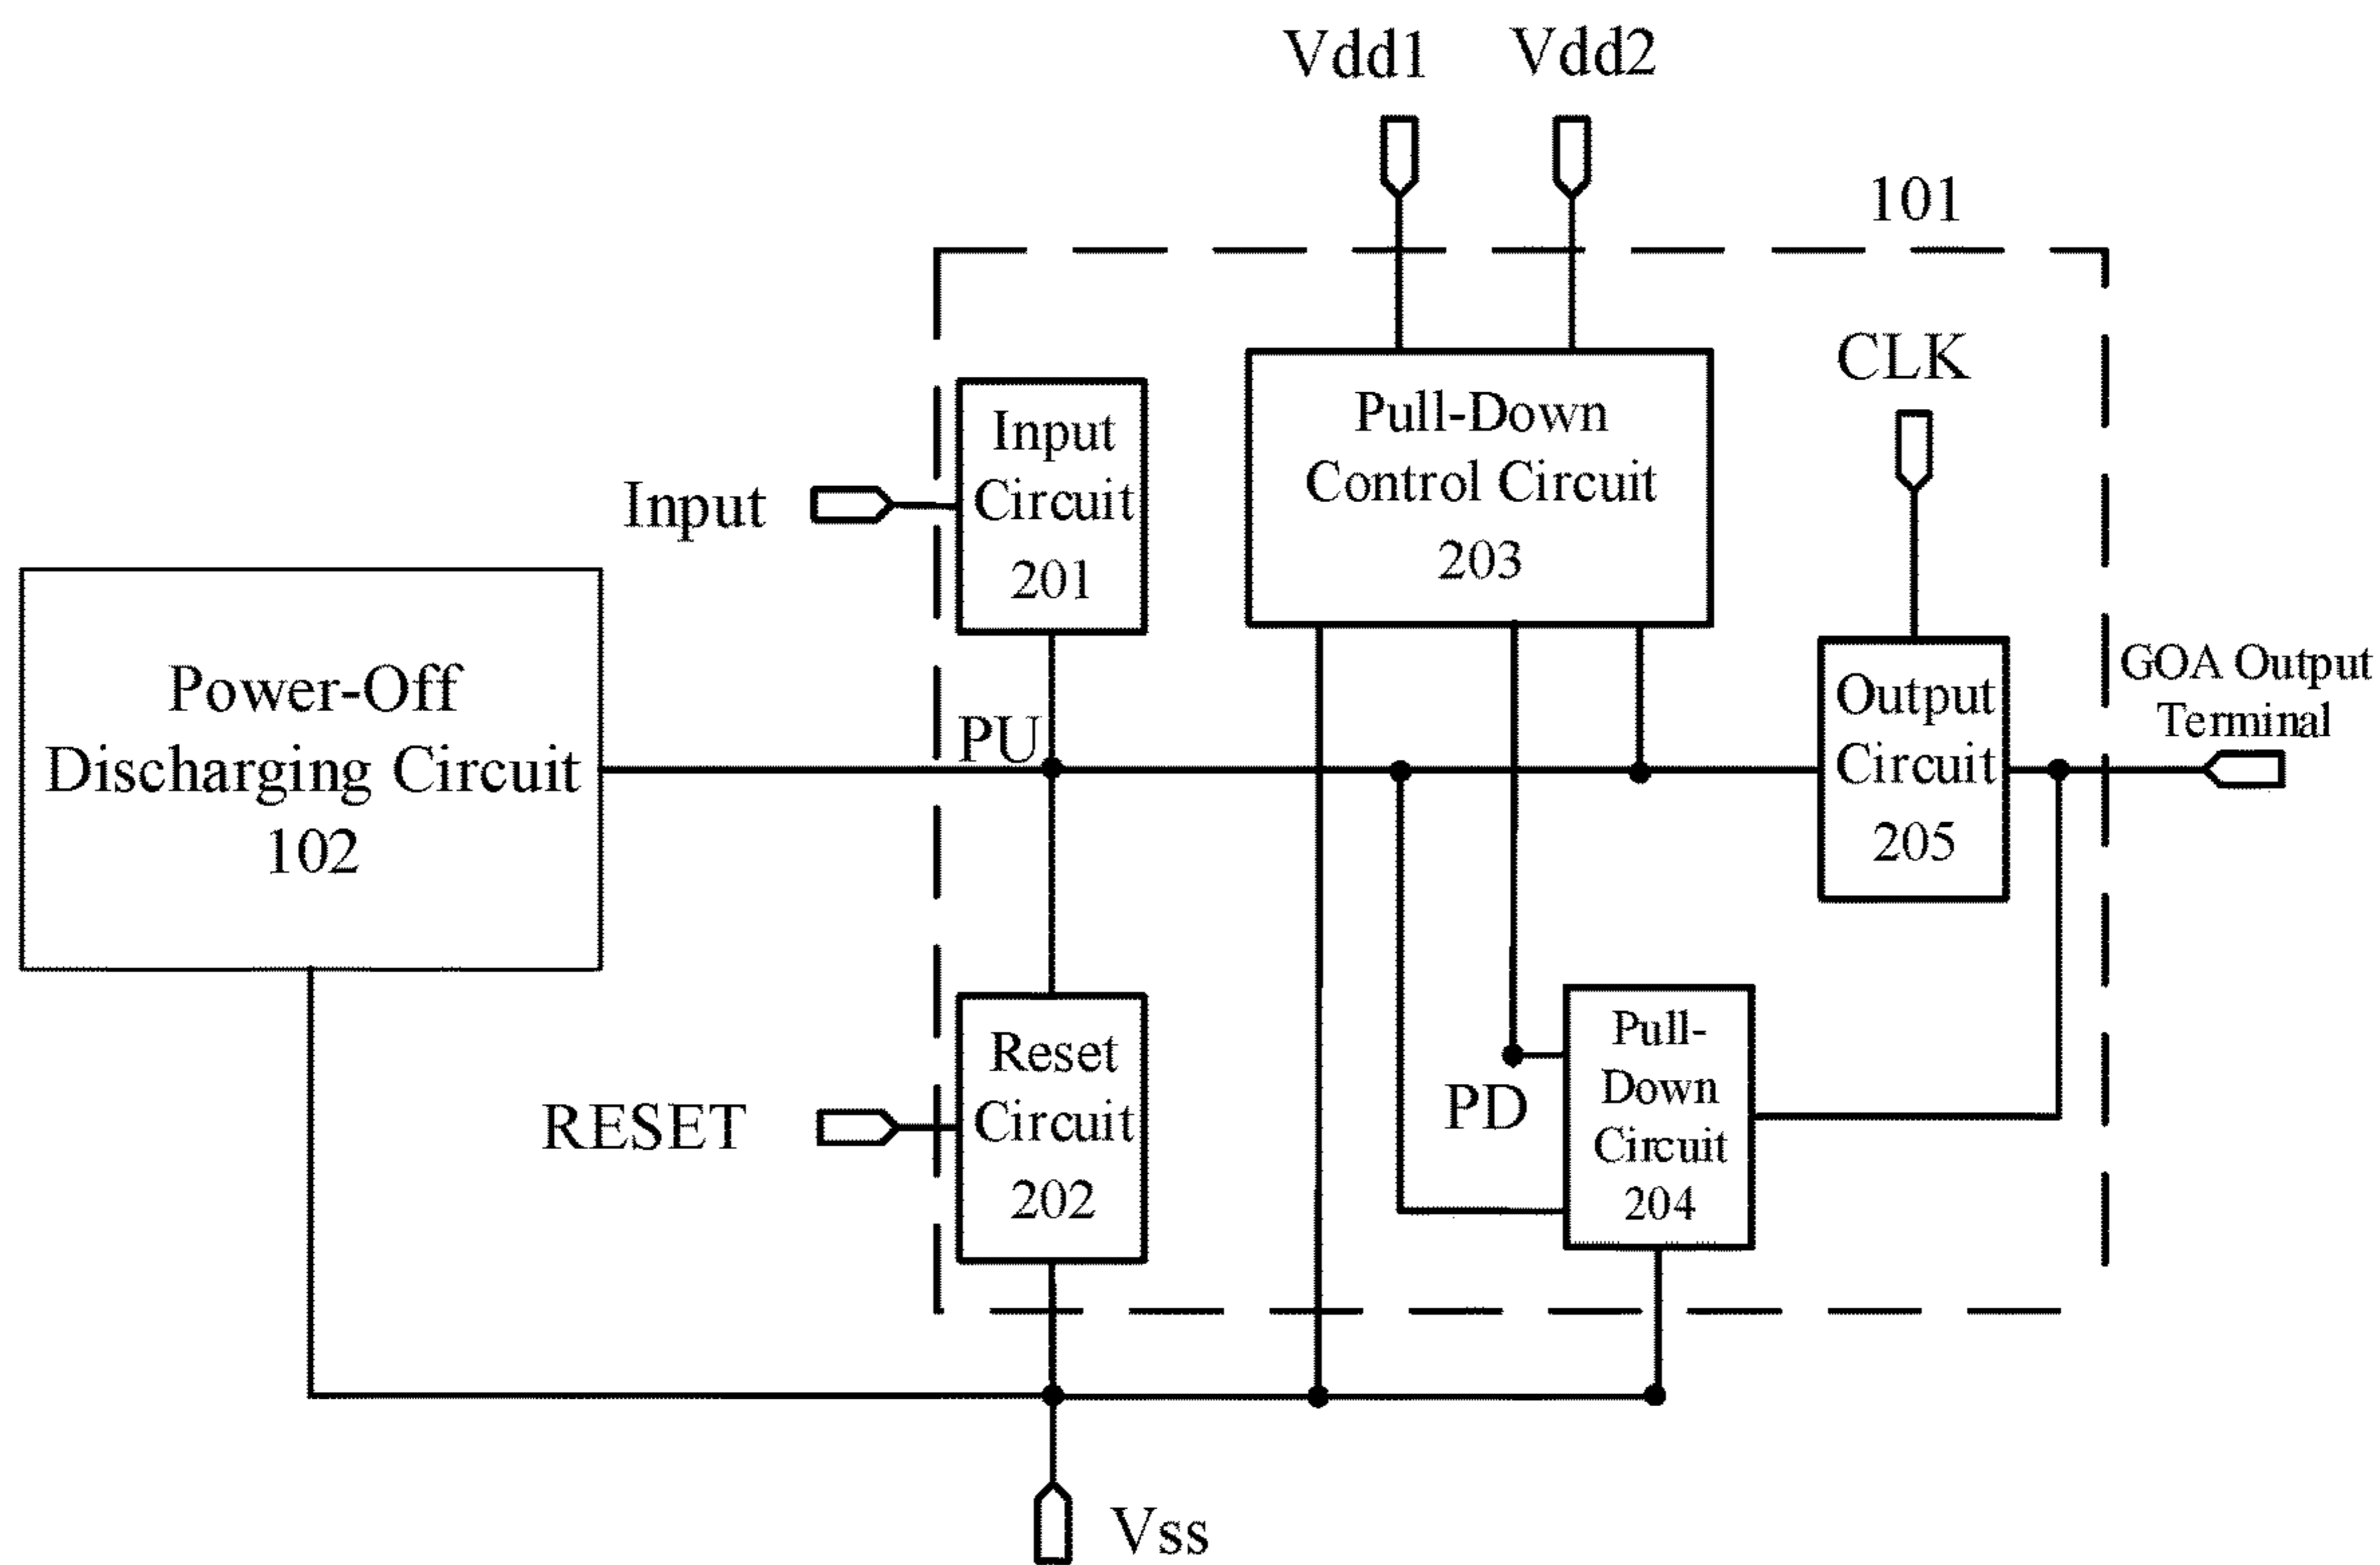 Vdd1
Vdd2
101
CLK
Input
Input
Circuit
201
Pull-Down
Control Circuit
203
Power-Off
Discharging Circuit
102
PU
Output
Circuit
205
GOA Output
Terminal
RESET
Reset
Circuit
202
PD
Pull-
Down
Circuit
204
Vss